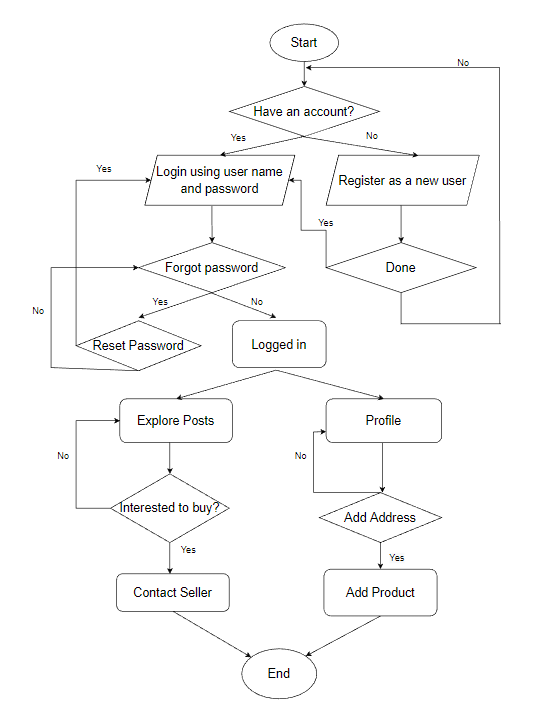 Start
No
Have an account?
Yes
No
Yes
Login using user name
and password
Register as a new user
Yes
Forgot password
Done
Yes
No
No
Reset Password
Logged in
Explore Posts
Profile
No
No
Interested to buy?
Add Address
Yes
Yes
Contact Seller
Add Product
End